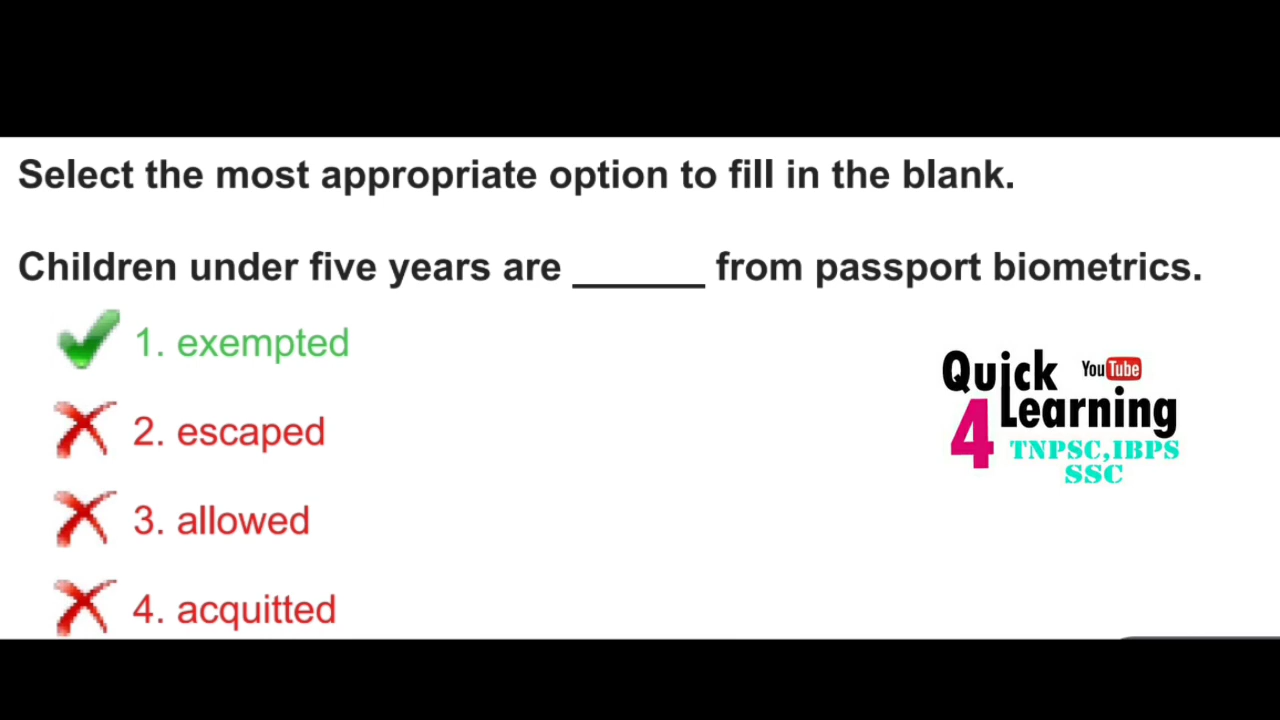 Select the most appropriate option to fill in the blank.
Children under five years are ______ from passport biometrics.
1. exempted
2. escaped
3. allowed
4. acquitted
Quick YouTube
4 Learning
TNPSC,IBPS
SSC